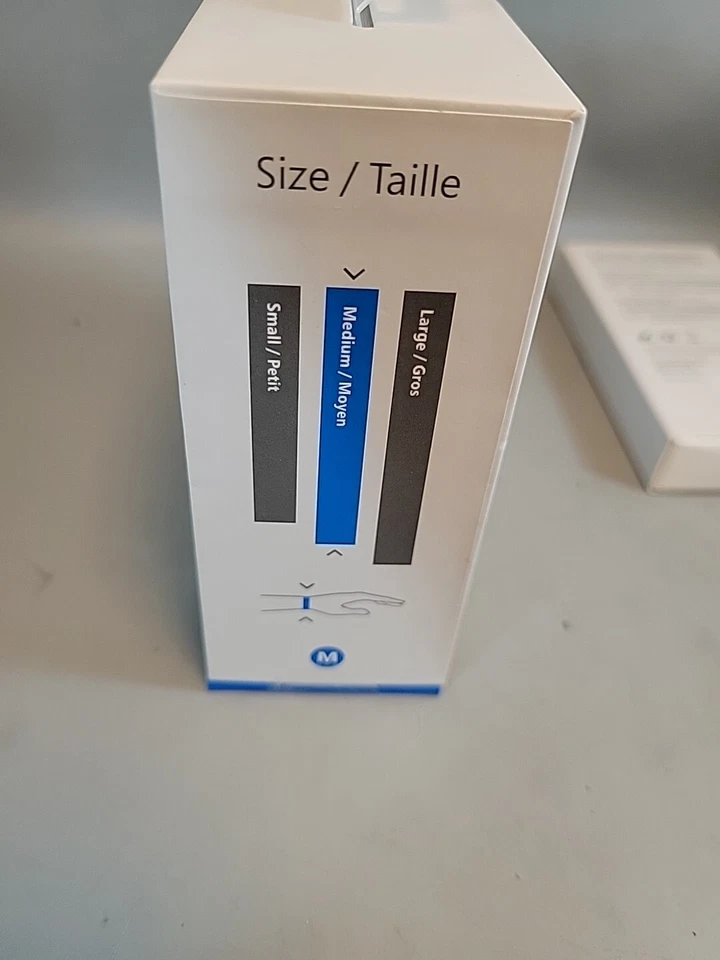 Size / Taille
Small / Petit
Medium / Moyen
Large / Gros
M